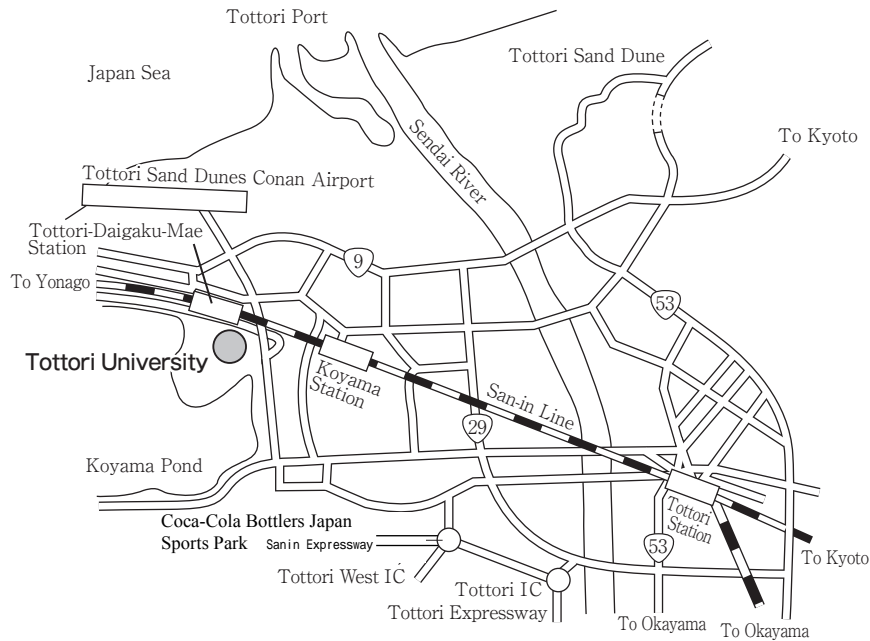 Tottori Port
Tottori Sand Dune
Japan Sea
Sendai River
To Kyoto
Tottori Sand Dunes Conan Airport
Tottori-Daigaku-Mae
Station
9
To Yonago
53
Tottori University
Koyama
Station
San-in Line
29
Koyama Pond
Tottori
Station
Coca-Cola Bottlers Japan
Sports Park
Sanin Expressway
53
To Kyoto
Tottori West IC
Tottori IC
Tottori Expressway
To Okayama
To Okayama